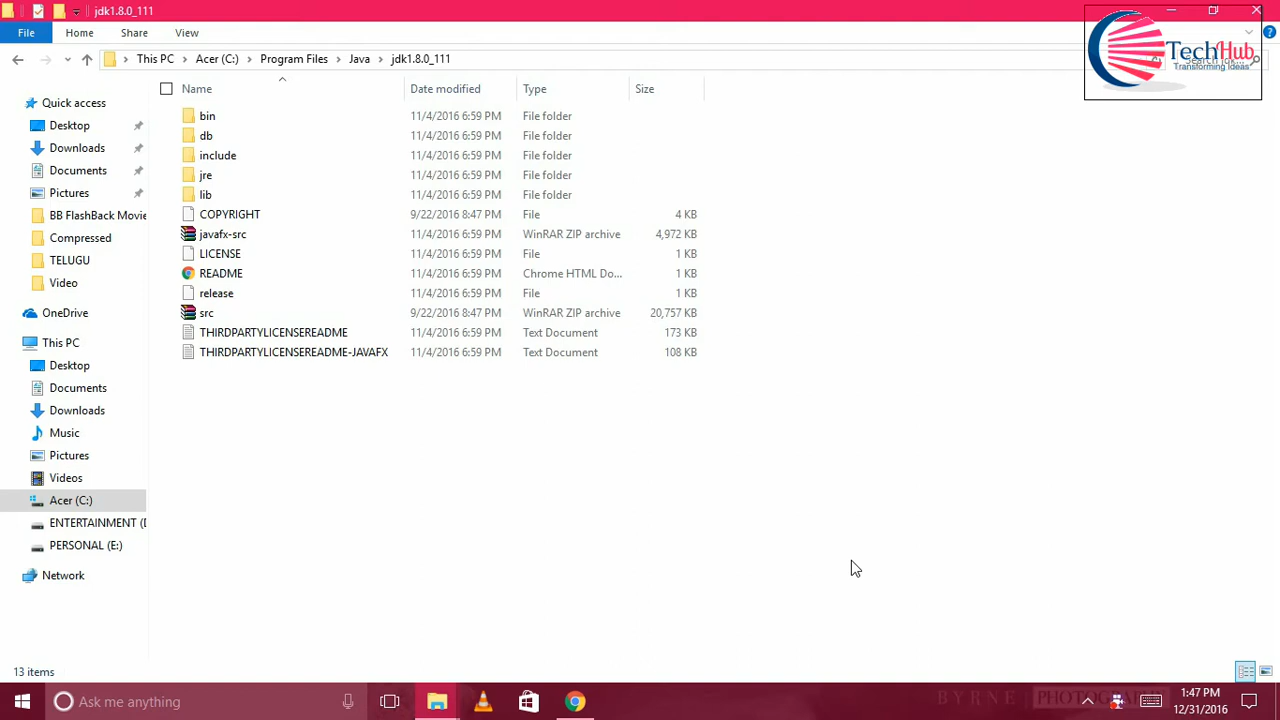 jdk1.8.0_111
File Home Share View
This PC Acer (C:) Program Files Java jdk1.8.0_111
TechHub
Transforming Ideas
Name Date modified Type Size
Quick access
Desktop
Downloads
Documents
Pictures
BB FlashBack Movie
Compressed
TELUGU
Video
OneDrive
This PC
Desktop
Documents
Downloads
Music
Pictures
Videos
Acer (C:)
ENTERTAINMENT (
PERSONAL (E:)
Network
bin 11/4/2016 6:59 PM File folder
db 11/4/2016 6:59 PM File folder
include 11/4/2016 6:59 PM File folder
jre 11/4/2016 6:59 PM File folder
lib 11/4/2016 6:59 PM File folder
COPYRIGHT 9/22/2016 8:47 PM File 4 KB
javafx-src 11/4/2016 6:59 PM WinRAR ZIP archive 4,972 KB
LICENSE 11/4/2016 6:59 PM File 1 KB
README 11/4/2016 6:59 PM Chrome HTML Do... 1 KB
release 11/4/2016 6:59 PM File 1 KB
src 9/22/2016 8:47 PM WinRAR ZIP archive 20,757 KB
THIRDPARTYLICENSEREADME 11/4/2016 6:59 PM Text Document 173 KB
THIRDPARTYLICENSEREADME-JAVAFX 11/4/2016 6:59 PM Text Document 108 KB
13 items
Ask me anything
BYRNE
1:47 PM
12/31/2016